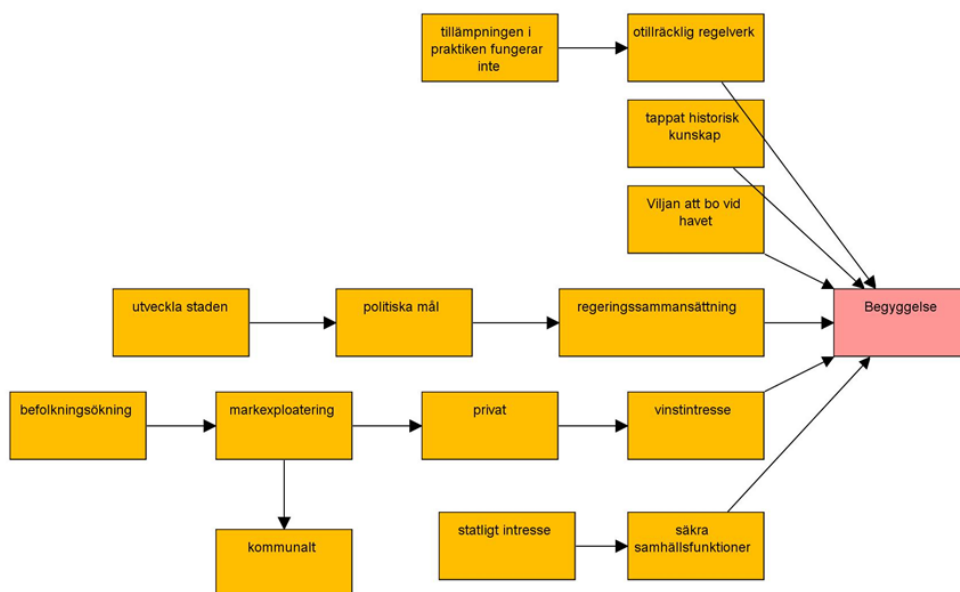 tillämpningen i
praktiken fungerar
inte
otillräcklig regelverk
tappat historisk
kunskap
Viljan att bo vid
havet
utveckla staden
politiska mål
regeringssammansättning
Begyggelse
befolkningsökning
markexploatering
privat
vinstintresse
statligt intresse
säkra
samhällsfunktioner
kommunalt